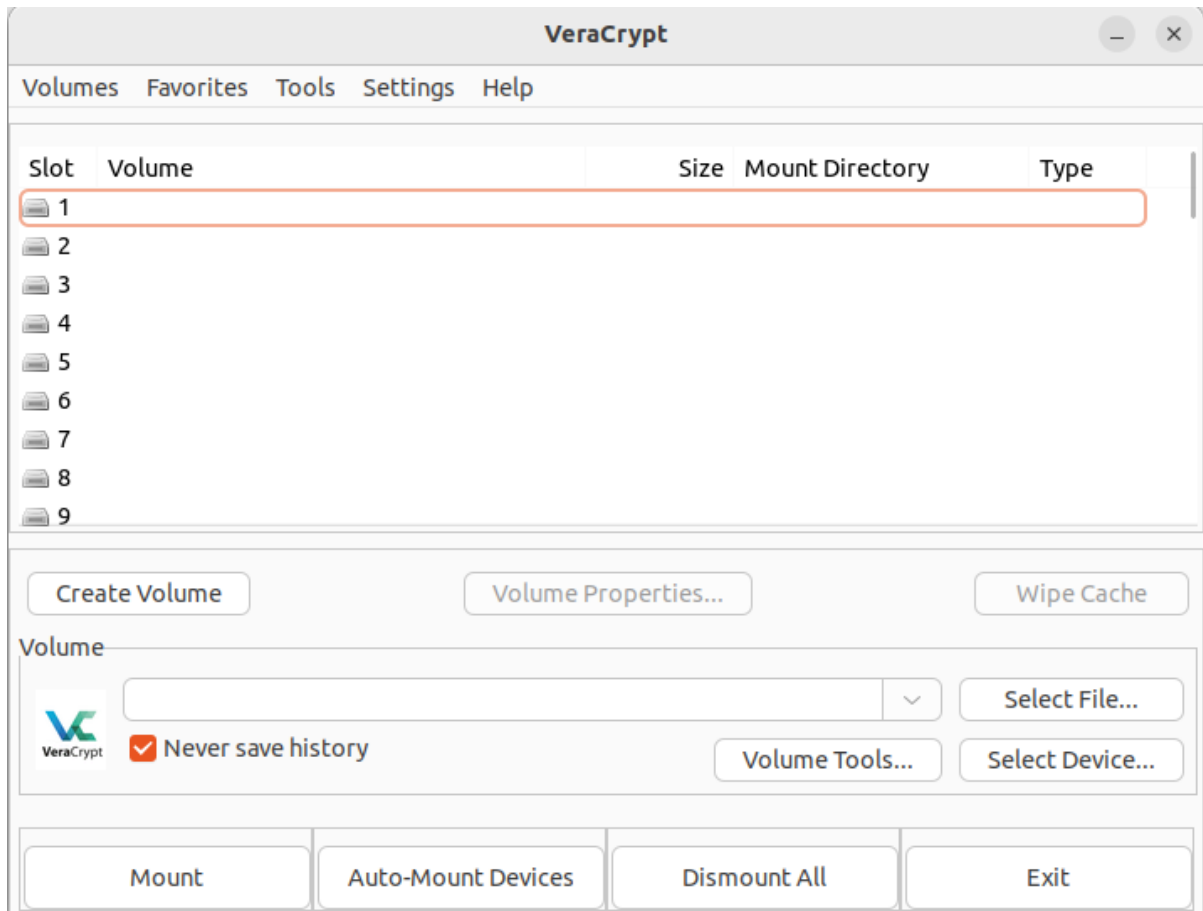 VeraCrypt
Volumes Favorites Tools Settings Help
Slot Volume Size Mount Directory Type
1
2
3
4
5
6
7
8
9
Create Volume Volume Properties... Wipe Cache
Volume
Select File...
VeraCrypt
Never save history
Volume Tools... Select Device...
Mount Auto-Mount Devices Dismount All Exit